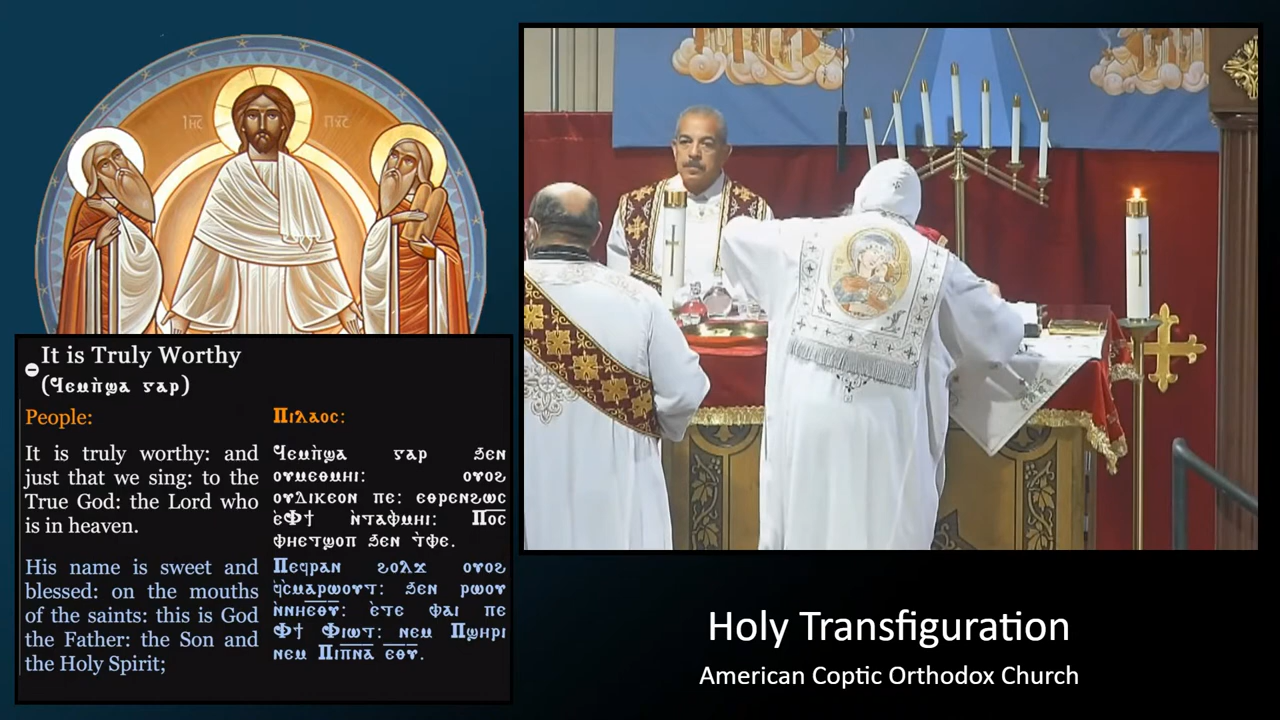 ΙΗС ΠΧС
It is Truly Worthy
(Ϥⲉⲙⲡ̀ϣⲁ ⲅⲁⲣ)
People:
It is truly worthy: and
just that we sing: to the
True God: the Lord who
is in heaven.
His name is sweet and
blessed: on the mouths
of the saints: this is God
the Father: the Son and
the Holy Spirit;
Ⲡⲓⲗⲁⲟⲥ:
Ϥⲉⲙⲡ̀ϣⲁ ⲅⲁⲣ ϧⲉⲛ
ⲟⲩⲙⲉⲑⲙⲏⲓ: ⲟⲩⲟϩ
ⲟⲩⲇⲓⲕⲉⲟⲛ ⲡⲉ: ⲉⲑⲣⲉⲛϩⲱⲥ
ⲉ̀Ⲫϯ ⲛ̀ⲧⲁⲫⲙⲏⲓ: Ⲡ̅ⲟ̅ⲥ̅
ⲫⲏⲉⲧϣⲟⲡ ϧⲉⲛ ⲧ̀ⲫⲉ.
Ⲡⲉϥⲣⲁⲛ ϩⲟⲗϫ ⲟⲩⲟϩ
ϥ̀ⲥⲙⲁⲣⲱⲟⲩⲧ: ϧⲉⲛ ⲣⲱⲟⲩ
ⲛ̀ⲛⲏⲉ̅ⲑ̅ⲩ̅: ⲉ̀ⲧⲉ ⲫⲁⲓ ⲡⲉ
Ⲫϯ Ⲫⲓⲱⲧ: ⲛⲉⲙ Ⲡϣⲏⲣⲓ
ⲛⲉⲙ Ⲡⲓⲡ̅ⲛ̅ⲁ̅ ⲉ̅ⲑ̅ⲩ̅.
Holy Transfiguration
American Coptic Orthodox Church